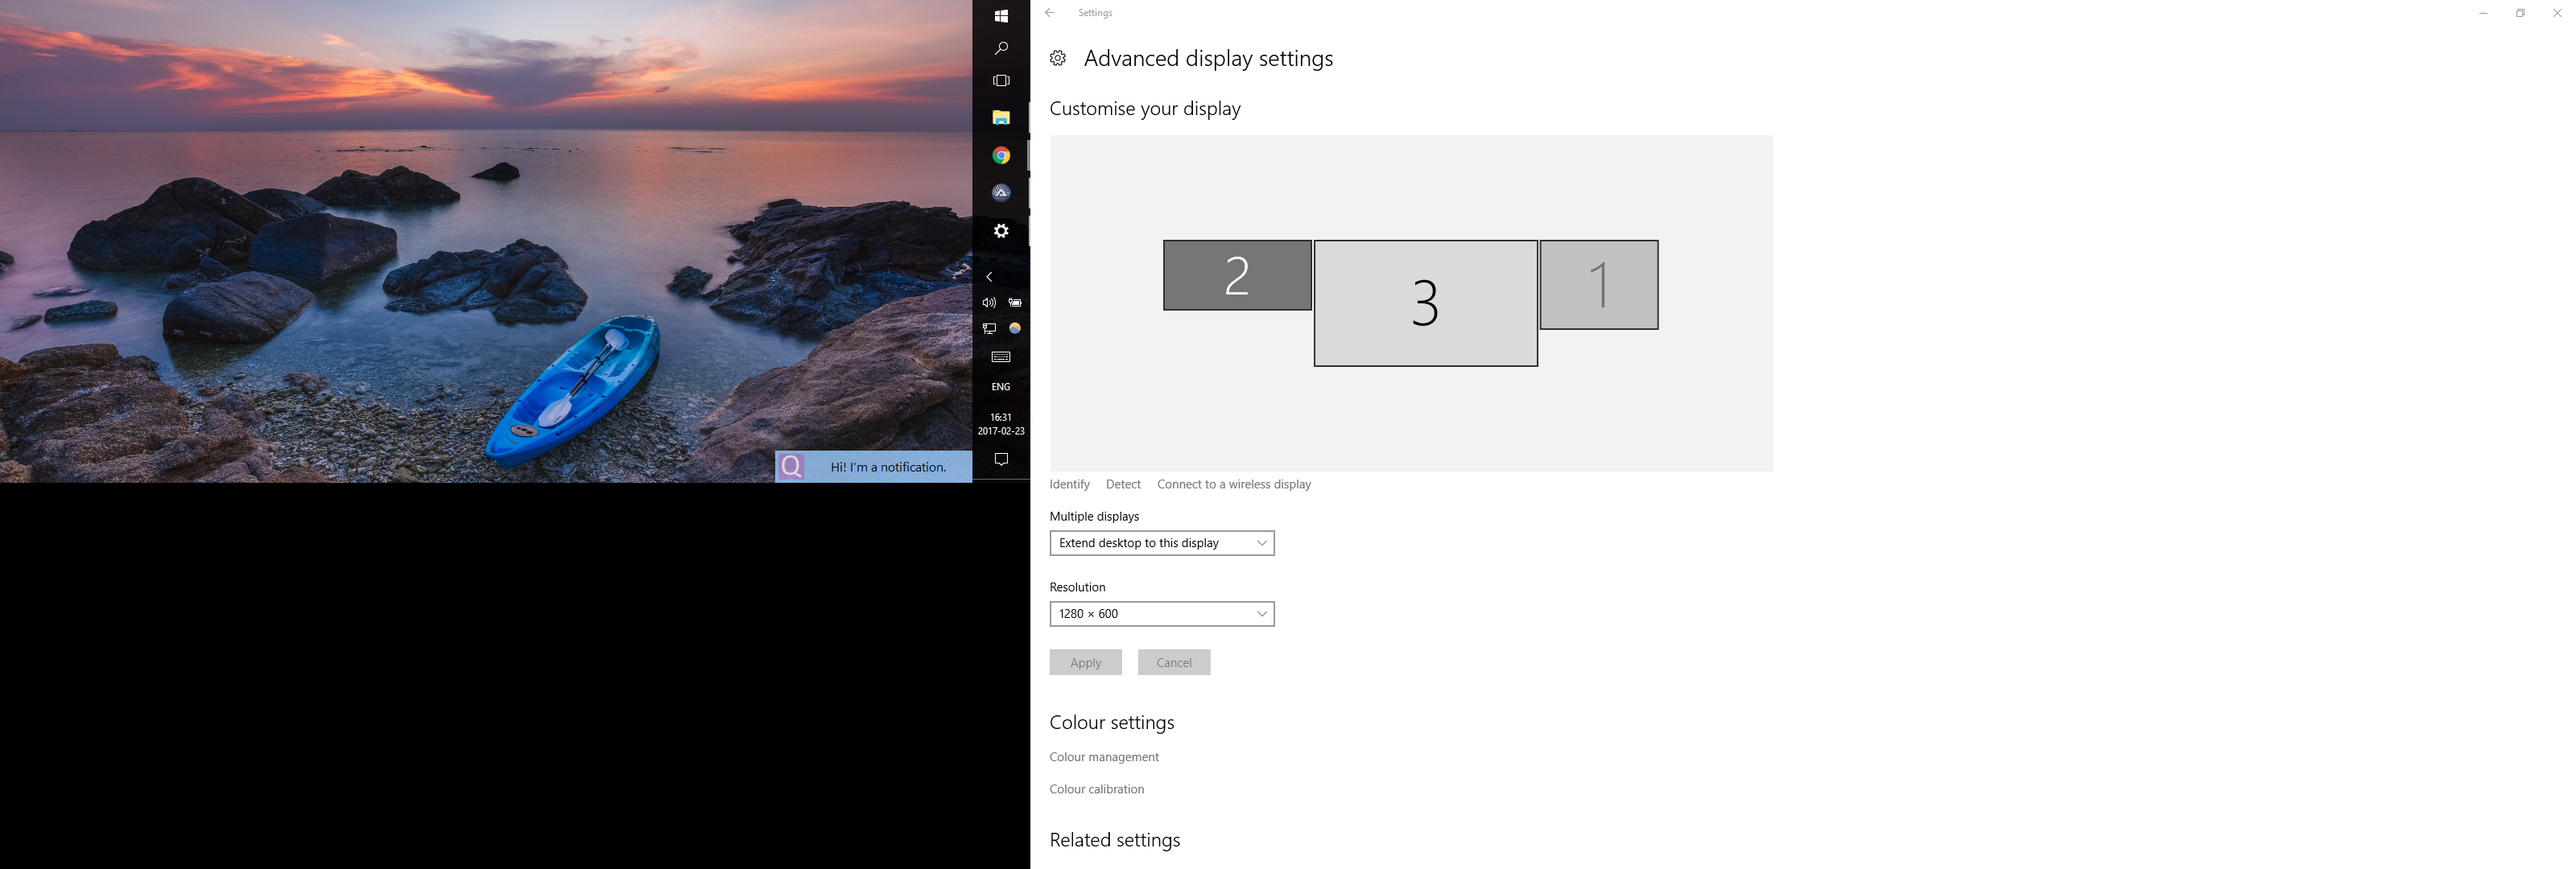 ENG
16:31
2017-02-23
Q
Hi! I'm a notification.
Settings
Advanced display settings
Customise your display
2
3
1
Identify Detect Connect to a wireless display
Multiple displays
Extend desktop to this display
Resolution
1280 × 600
Apply Cancel
Colour settings
Colour management
Colour calibration
Related settings